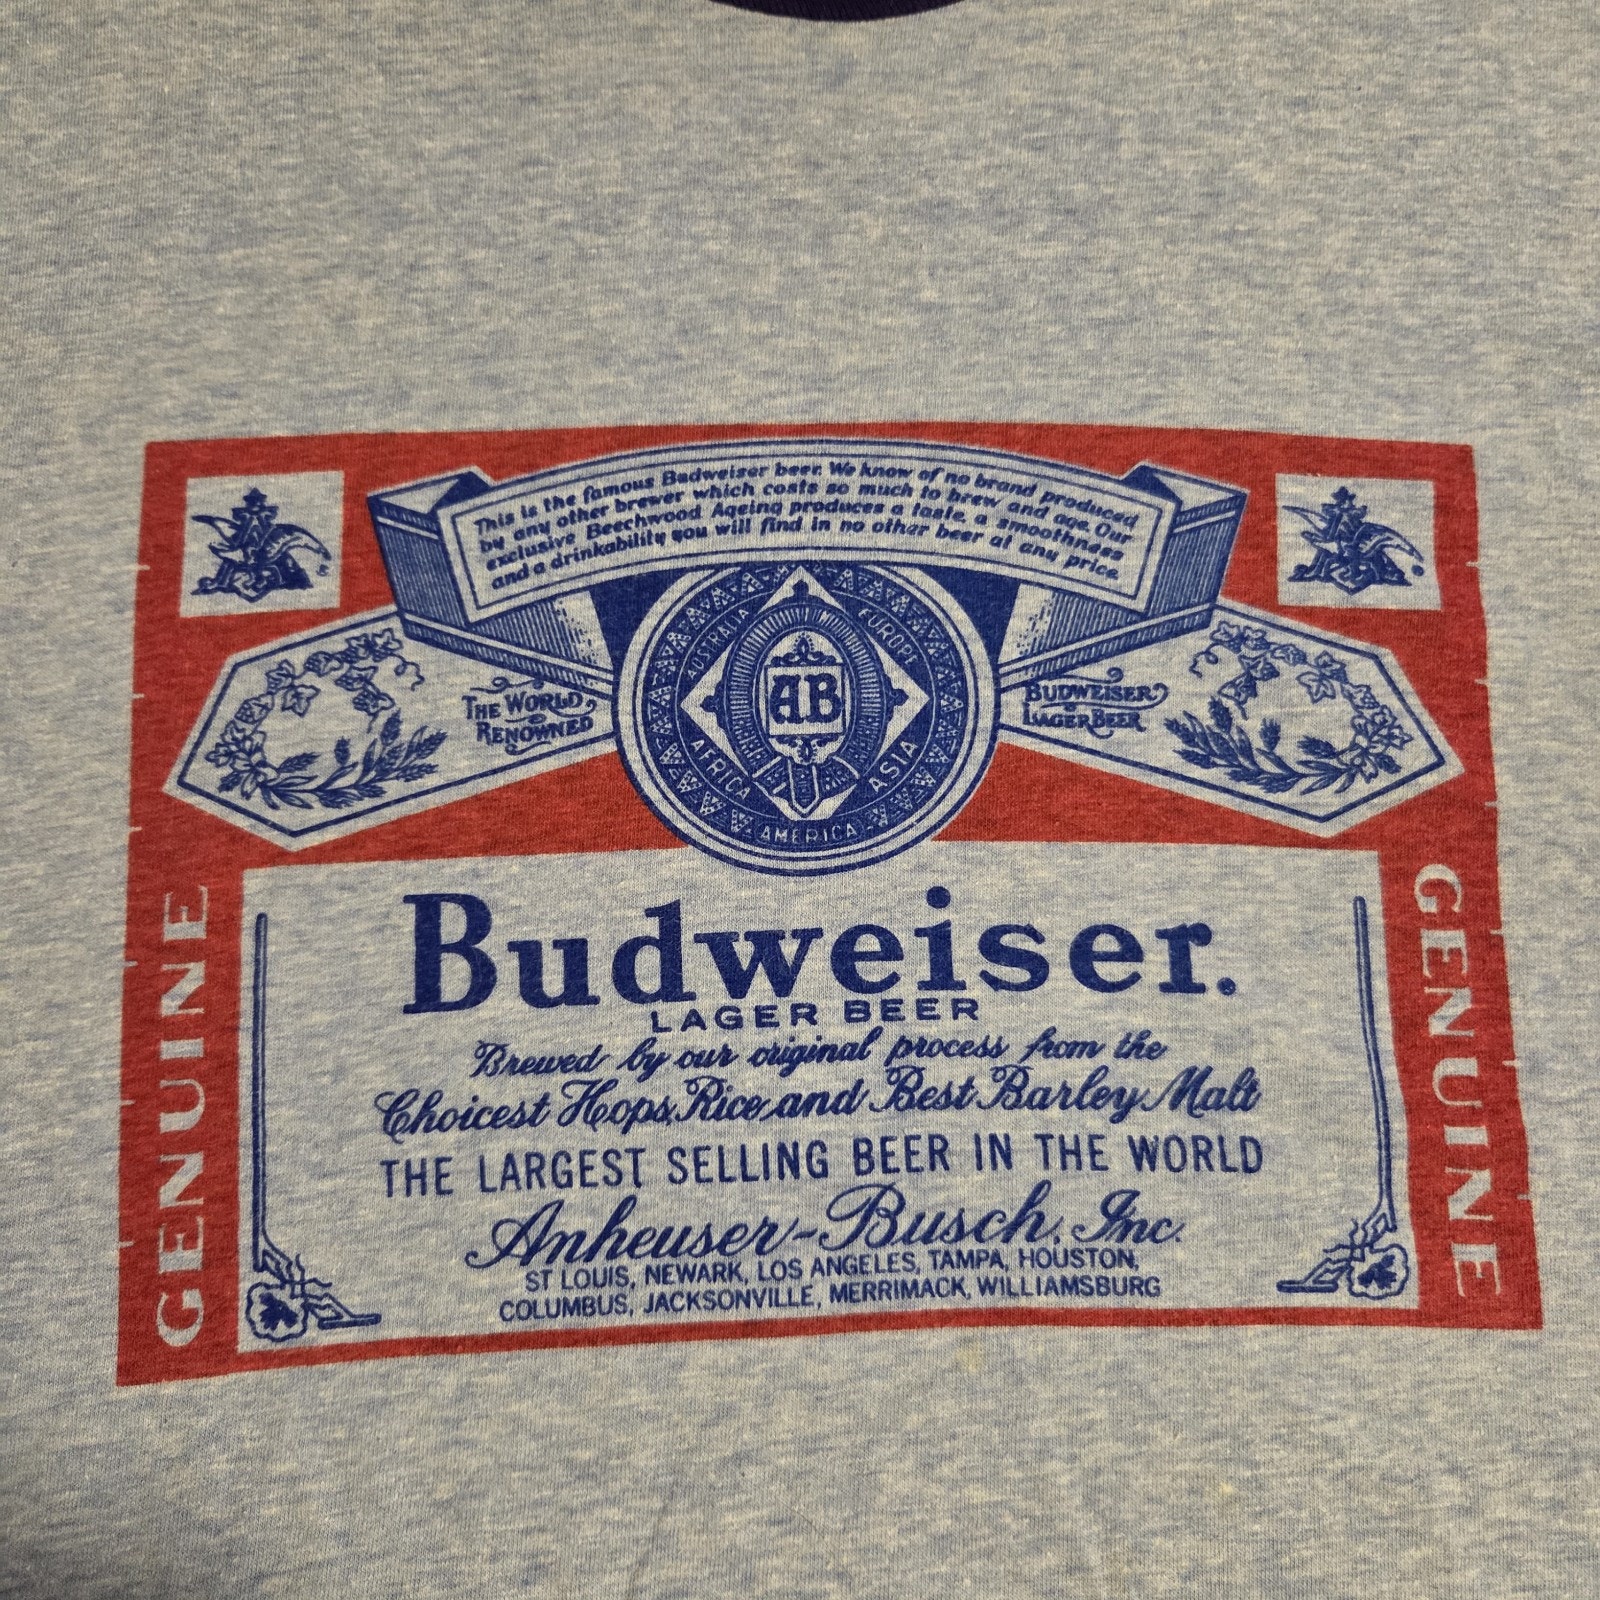 This is the famous Budweiser beer. We know of no brand produced
by any other brewer which costs so much to brew and age. Our
exclusive Beechwood Ageing produces a taste, a smoothness
and a drinkability you will find in no other beer at any price.
AUSTRALIA
EUROPE
AFRICA
ASIA
AMERICA
AB
THE WORLD
RENOWNED
BUDWEISER
LAGER BEER
GENUINE
GENUINE
Budweiser.
LAGER BEER
Brewed by our original process from the
Choicest Hops, Rice and Best Barley Malt
THE LARGEST SELLING BEER IN THE WORLD
Anheuser-Busch, Inc.
ST LOUIS, NEWARK, LOS ANGELES, TAMPA, HOUSTON,
COLUMBUS, JACKSONVILLE, MERRIMACK, WILLIAMSBURG